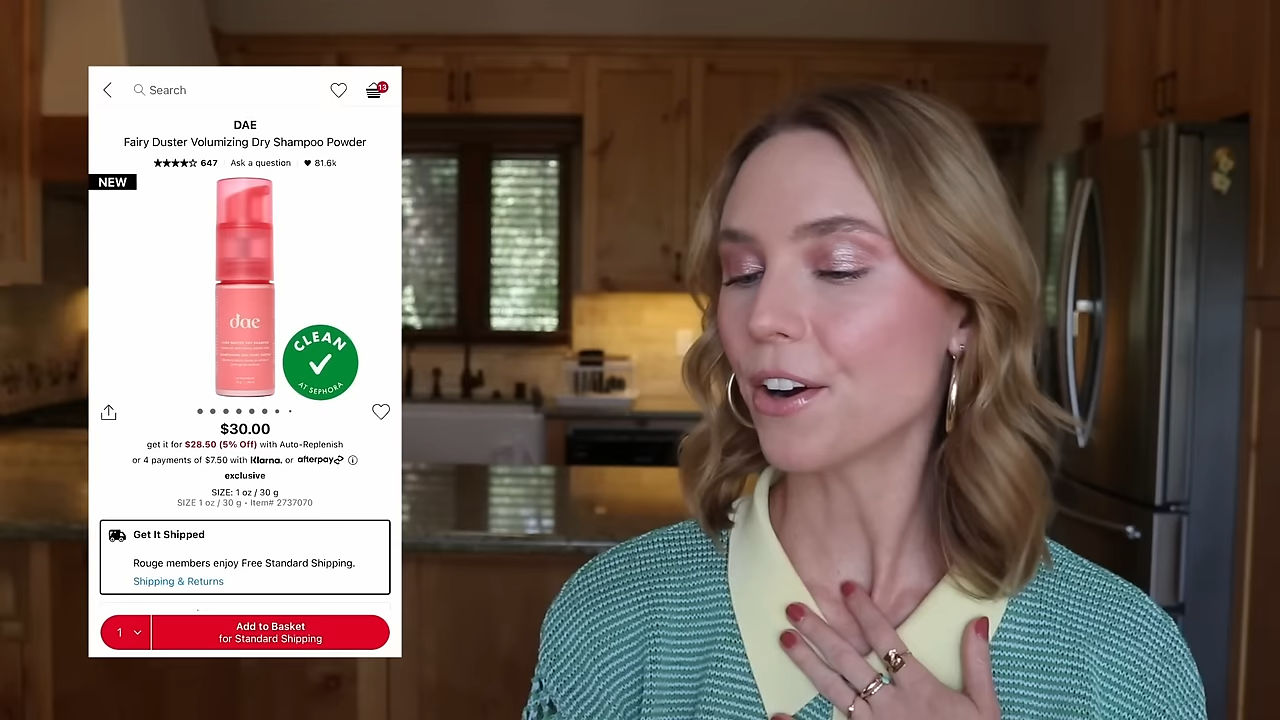 Search
13
DAE
Fairy Duster Volumizing Dry Shampoo Powder
647 Ask a question 81.6k
NEW
dae
CLEAN
AT SEPHORA
$30.00
get it for $28.50 (5% Off) with Auto-Replenish
or 4 payments of $7.50 with Klarna. or afterpay
exclusive
SIZE: 1 oz / 30 g
SIZE 1 oz / 30 g • Item# 2737070
Get It Shipped
Rouge members enjoy Free Standard Shipping.
Shipping & Returns
1
Add to Basket
for Standard Shipping